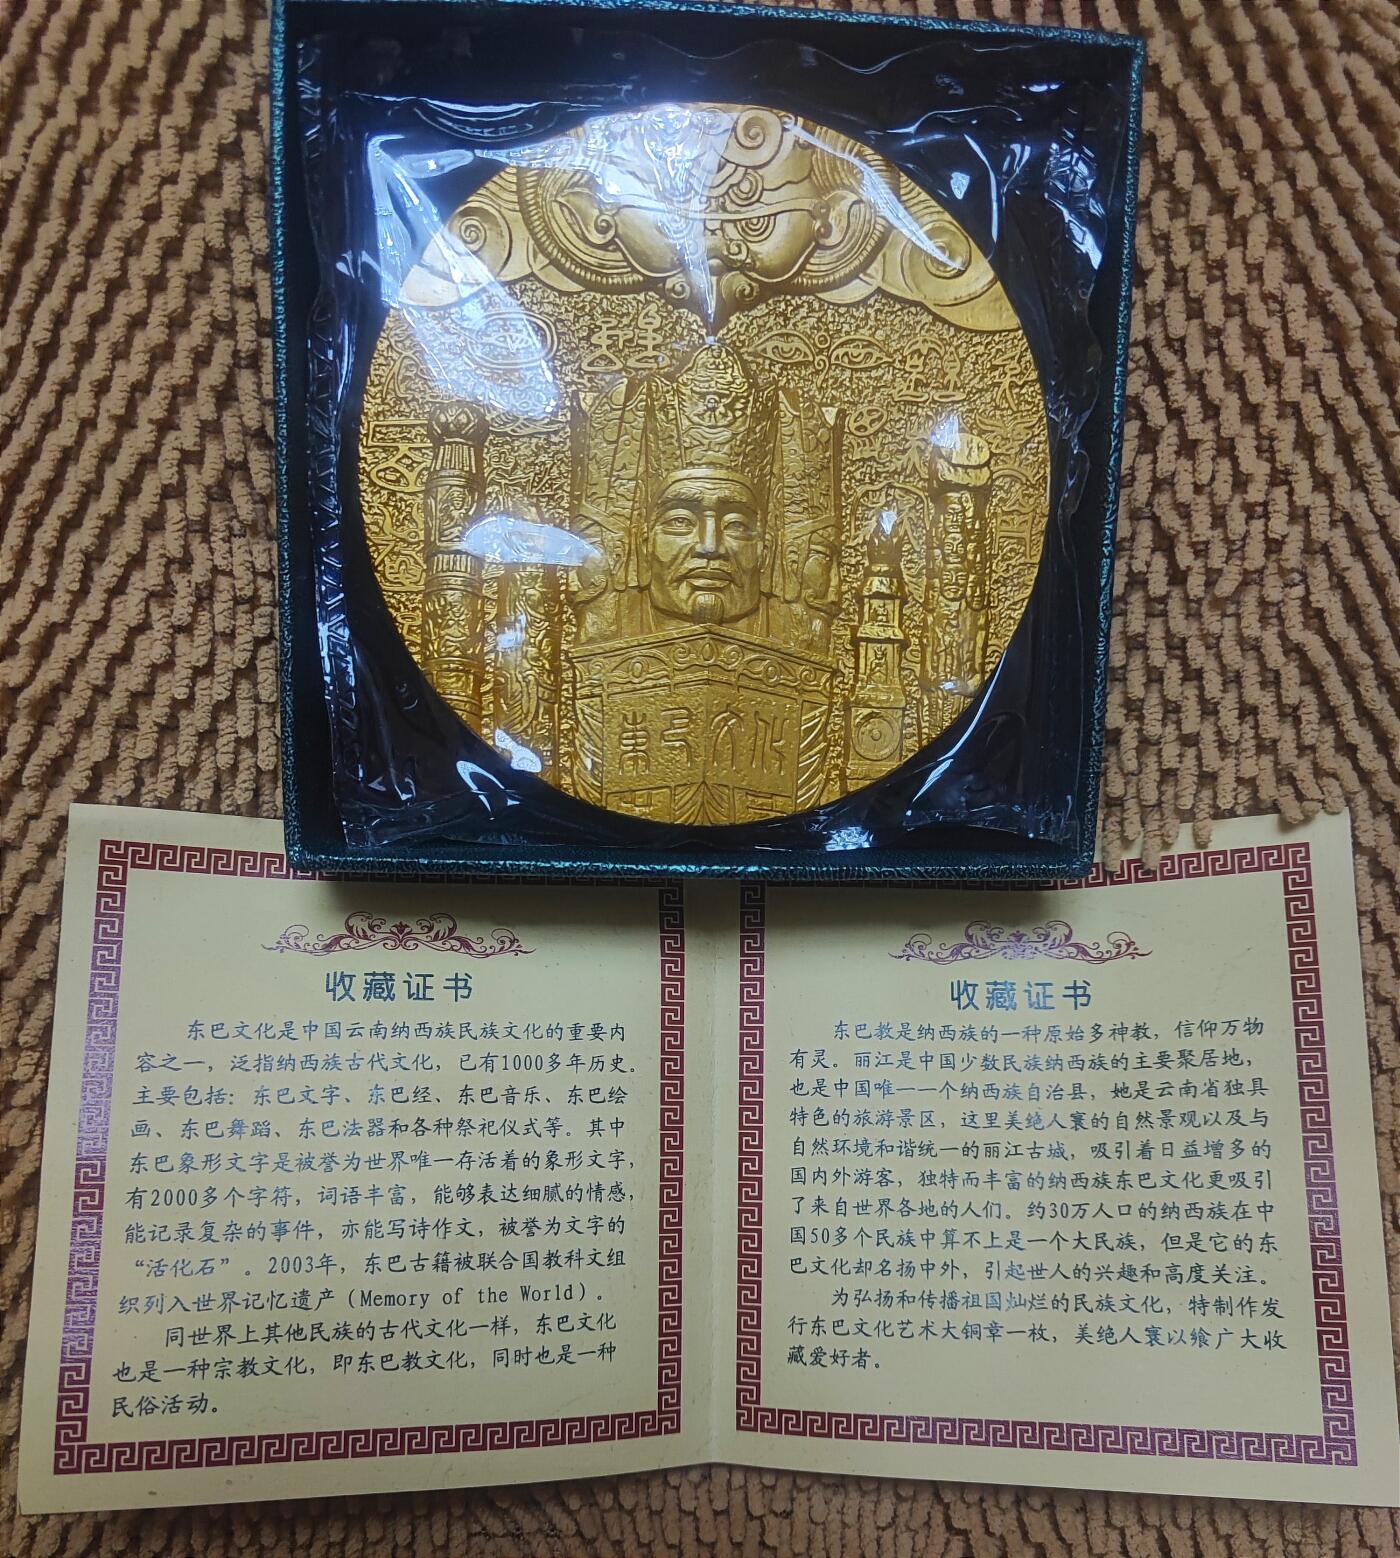 東巴文化
收藏证书
东巴文化是中国云南纳西族民族文化的重要内
容之一，泛指纳西族古代文化，已有1000多年历史。
主要包括：东巴文字、东巴经、东巴音乐、东巴绘
画、东巴舞蹈、东巴法器和各种祭祀仪式等。其中
东巴象形文字是被誉为世界唯一存活着的象形文字，
有2000多个字符，词语丰富，能够表达细腻的情感，
能记录复杂的事件，亦能写诗作文，被誉为文字的
“活化石”。2003年，东巴古籍被联合国教科文组
织列入世界记忆遗产（Memory of the World）。
同世界上其他民族的古代文化一样，东巴文化
也是一种宗教文化，即东巴教文化，同时也是一种
民俗活动。
收藏证书
东巴教是纳西族的一种原始多神教，信仰万物
有灵。丽江是中国少数民族纳西族的主要聚居地，
也是中国唯一一个纳西族自治县，她是云南省独具
特色的旅游景区，这里美绝人寰的自然景观以及与
自然环境和谐统一的丽江古城，吸引着日益增多的
国内外游客，独特而丰富的纳西族东巴文化更吸引
了来自世界各地的人们。约30万人口的纳西族在中
国50多个民族中算不上是一个大民族，但是它的东
巴文化却名扬中外，引起世人的兴趣和高度关注。
为弘扬和传播祖国灿烂的民族文化，特制作发
行东巴文化艺术大铜章一枚，美绝人寰以飨广大收
藏爱好者。